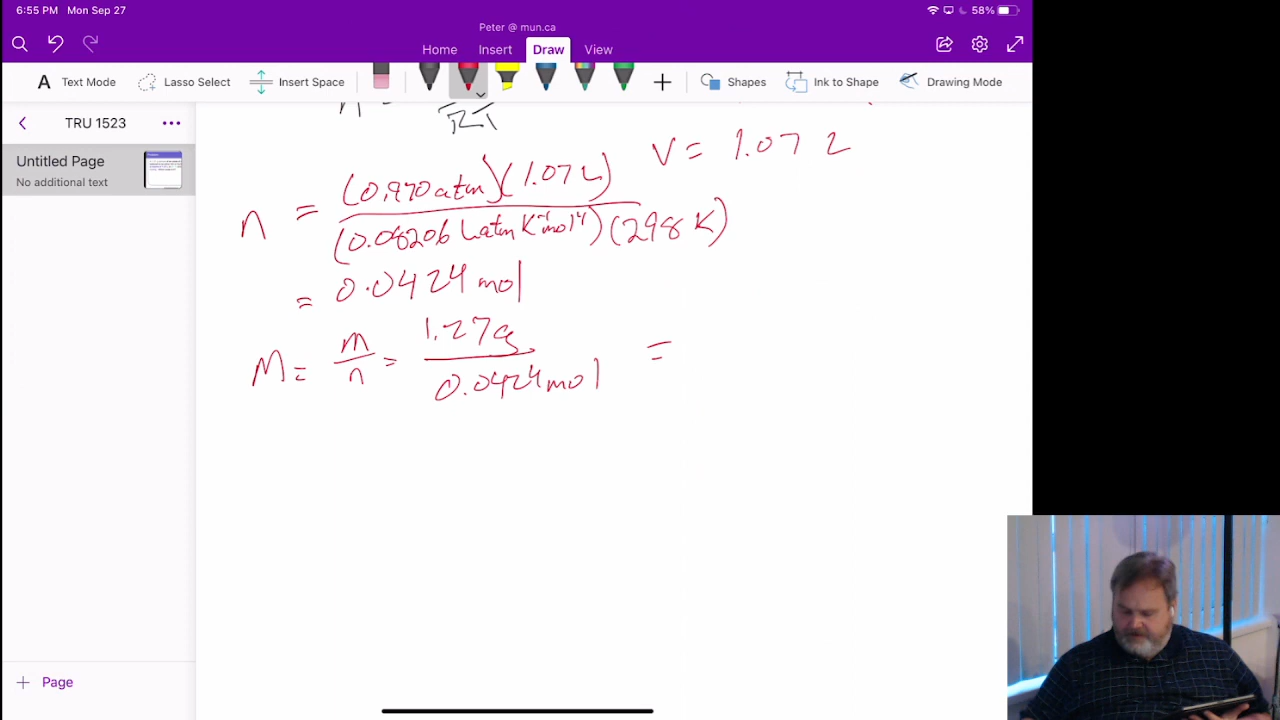 6:55 PM Mon Sep 27
58%
Peter @ mun.ca
Home Insert Draw View
Text Mode Lasso Select Insert Space Shapes Ink to Shape Drawing Mode
TRU 1523
Untitled Page
No additional text
V = 1.07 L
n = (0.970 atm)(1.07 L)
(0.08206 L atm K⁻¹ mol⁻¹)(298 K)
= 0.0424 mol
M = m/n = 1.27g / 0.0424 mol =
Page